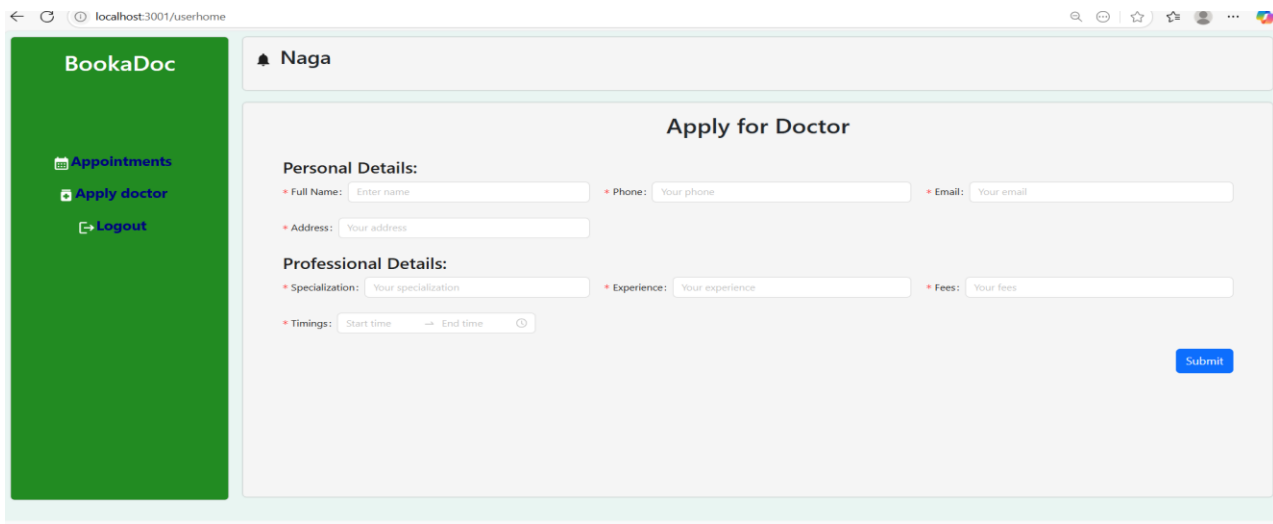 localhost:3001/userhome
BookaDoc
Appointments
Apply doctor
Logout
Naga
Apply for Doctor
Personal Details:
* Full Name: Enter name * Phone: Your phone * Email: Your email
* Address: Your address
Professional Details:
* Specialization: Your specialization * Experience: Your experience * Fees: Your fees
* Timings: Start time → End time
Submit